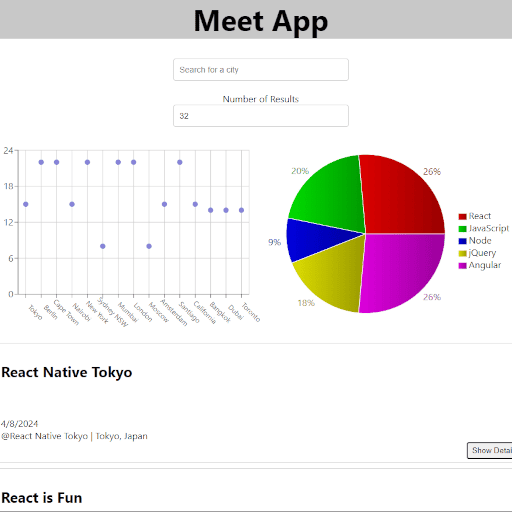 Meet App
Search for a city
Number of Results
32
24
18
12
6
0
Tokyo
Berlin
Cape Town
Nairobi
New York
Sydney NSW
Mumbai
London
Moscow
Amsterdam
Santiago
California
Bangkok
Dubai
Toronto
20%
26%
9%
18%
26%
React
JavaScript
Node
jQuery
Angular
React Native Tokyo
4/8/2024
@React Native Tokyo | Tokyo, Japan
Show Detai
React is Fun